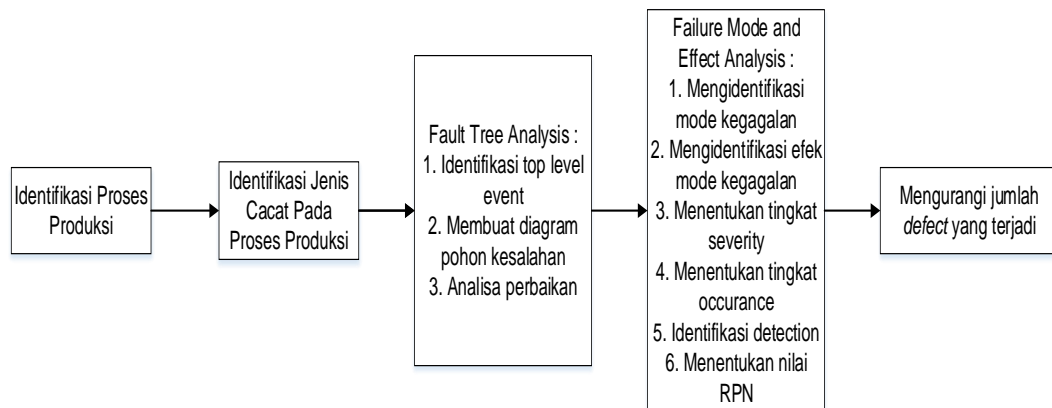 Identifikasi Proses
Produksi
Identifikasi Jenis
Cacat Pada
Proses Produksi
Fault Tree Analysis :
1. Identifikasi top level
event
2. Membuat diagram
pohon kesalahan
3. Analisa perbaikan
Failure Mode and
Effect Analysis :
1. Mengidentifikasi
mode kegagalan
2. Mengidentifikasi efek
mode kegagalan
3. Menentukan tingkat
severity
4. Menentukan tingkat
occurance
5. Identifikasi detection
6. Menentukan nilai
RPN
Mengurangi jumlah
defect yang terjadi